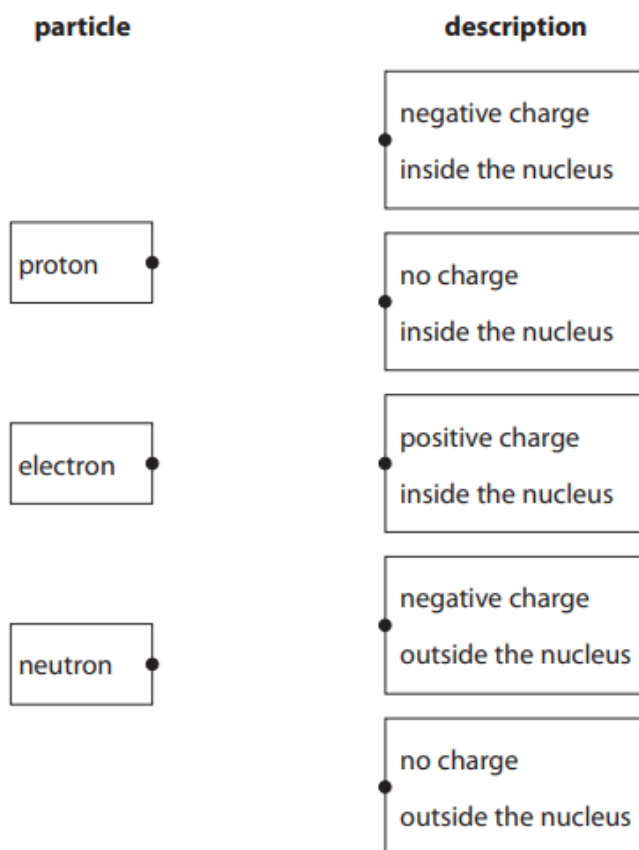 particle
description
negative charge
inside the nucleus
proton
no charge
inside the nucleus
electron
positive charge
inside the nucleus
negative charge
outside the nucleus
neutron
no charge
outside the nucleus